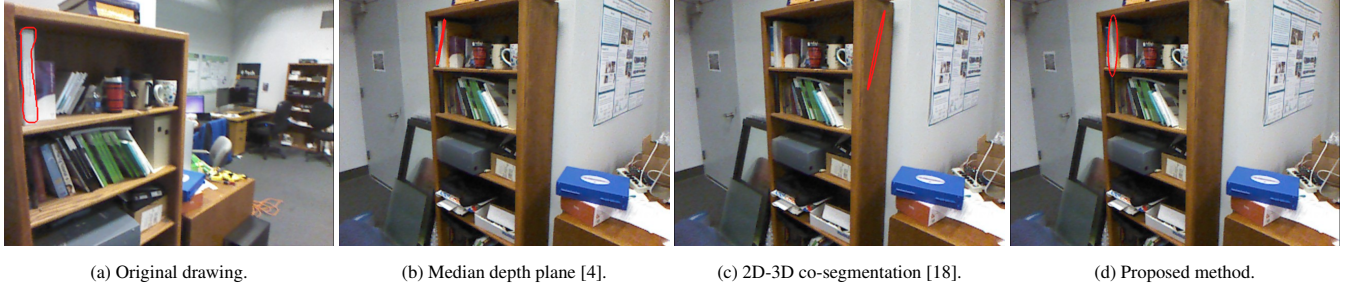 (a) Original drawing.
(b) Median depth plane [4].
(c) 2D-3D co-segmentation [18].
(d) Proposed method.